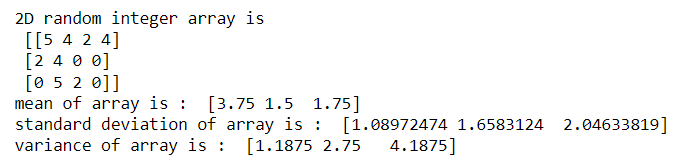 2D random integer array is
[[5 4 2 4]
[2 4 0 0]
[0 5 2 0]]
mean of array is :  [3.75 1.5  1.75]
standard deviation of array is :  [1.08972474 1.6583124  2.04633819]
variance of array is :  [1.1875 2.75   4.1875]